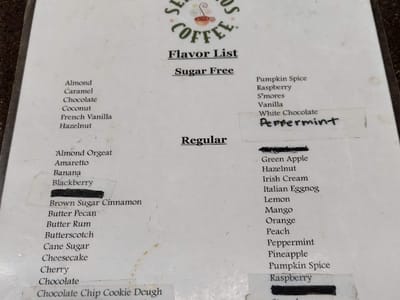 COFFEE
Flavor List
Sugar Free
Almond
Caramel
Chocolate
Coconut
French Vanilla
Hazelnut
Pumpkin Spice
Raspberry
S'mores
Vanilla
White Chocolate
Peppermint
Regular
Almond Orgeat
Amaretto
Banana
Blackberry
Brown Sugar Cinnamon
Butter Pecan
Butter Rum
Butterscotch
Cane Sugar
Cheesecake
Cherry
Chocolate
Chocolate Chip Cookie Dough
Green Apple
Hazelnut
Irish Cream
Italian Eggnog
Lemon
Mango
Orange
Peach
Peppermint
Pineapple
Pumpkin Spice
Raspberry